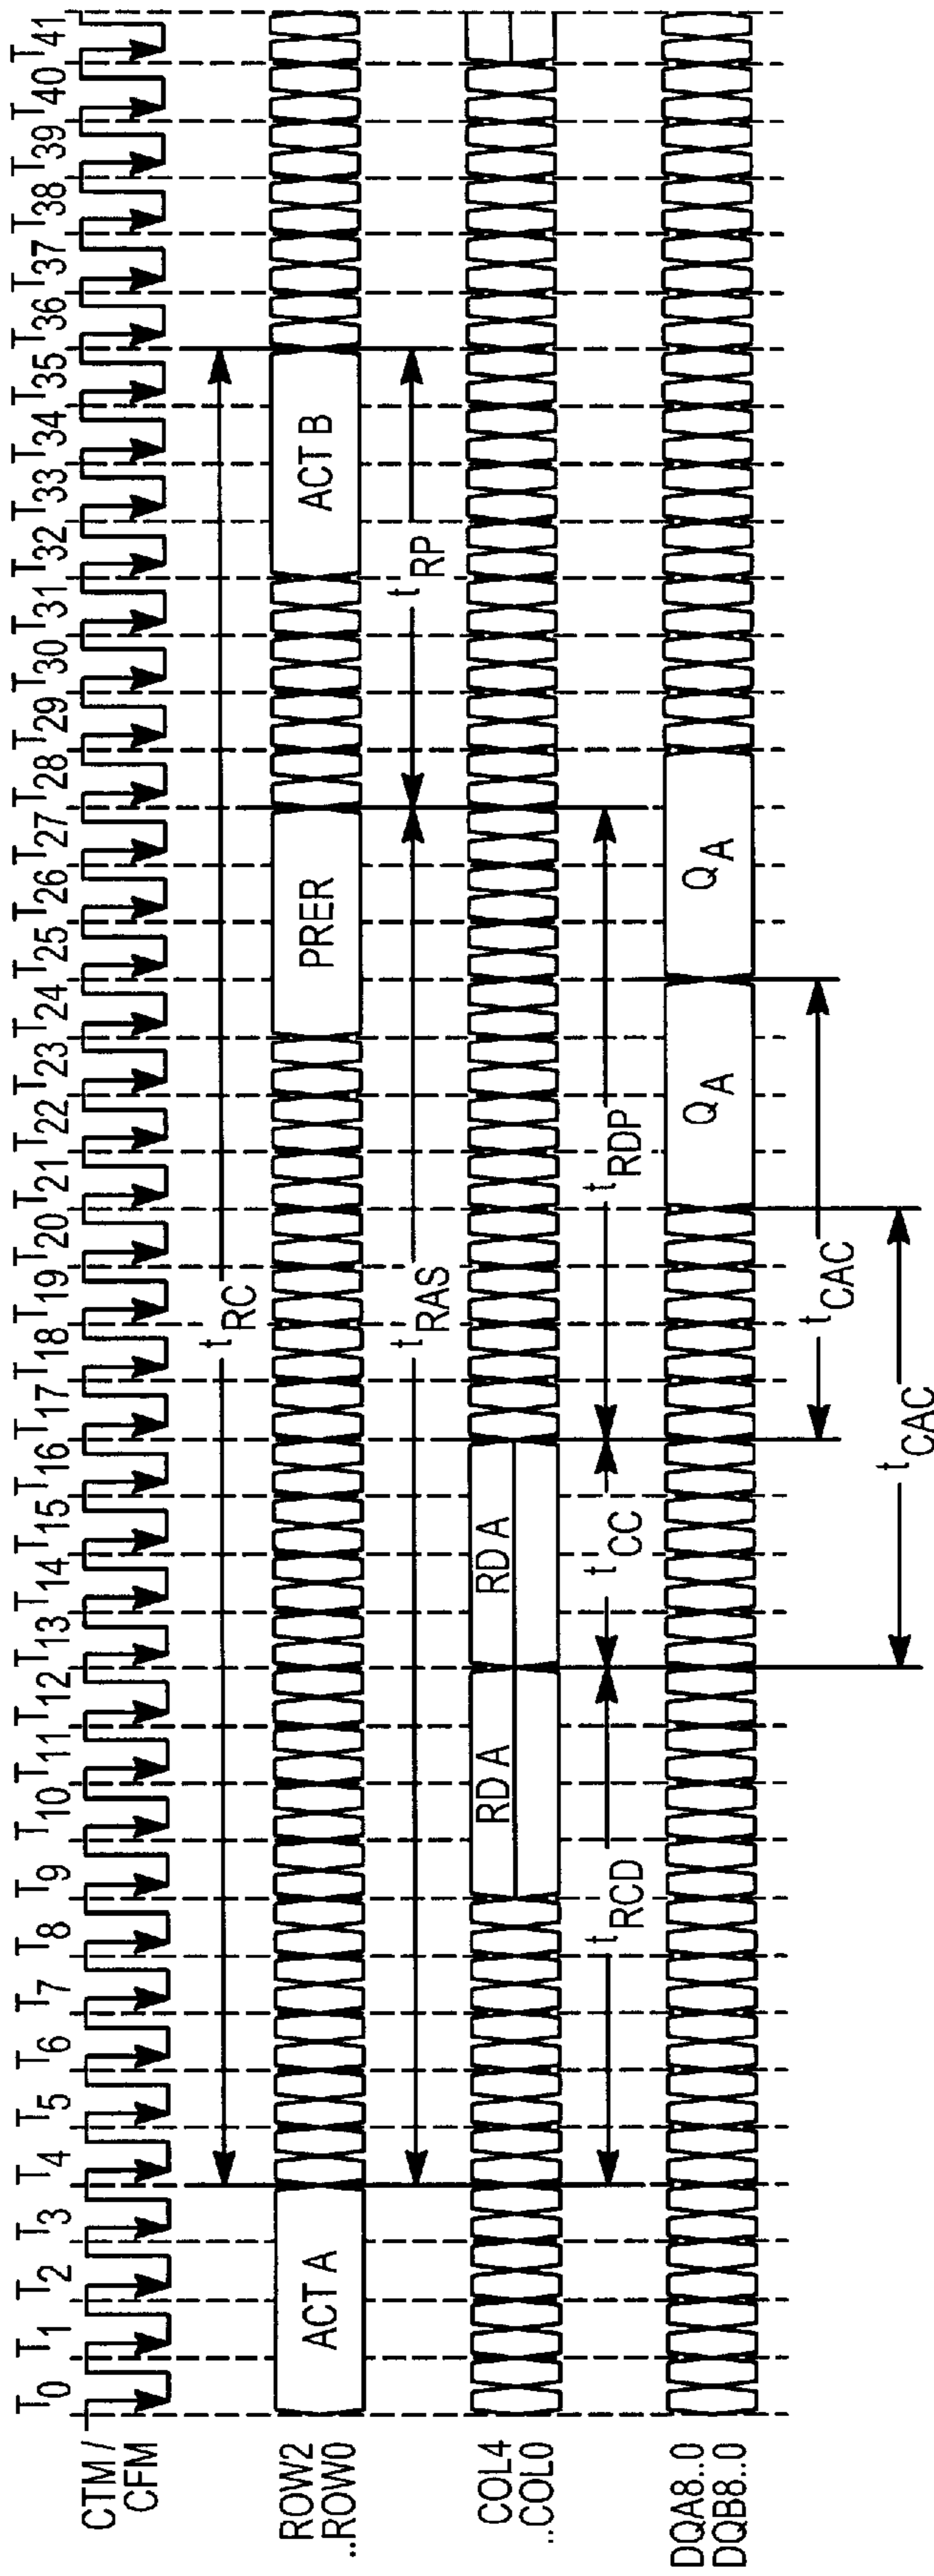 T0 T1 T2 T3 T4 T5 T6 T7 T8 T9 T10 T11 T12 T13 T14 T15 T16 T17 T18 T19 T20 T21 T22 T23 T24 T25 T26 T27 T28 T29 T30 T31 T32 T33 T34 T35 T36 T37 T38 T39 T40 T41
CTM /
CFM
tRC
ROW2
..ROW0
ACT A
PRER
ACT B
tRAS
tRP
COL4
..COL0
RD A
RD A
tRCD
tCC
tRDP
DQA8..0
DQB8..0
QA
QA
tCAC
tCAC